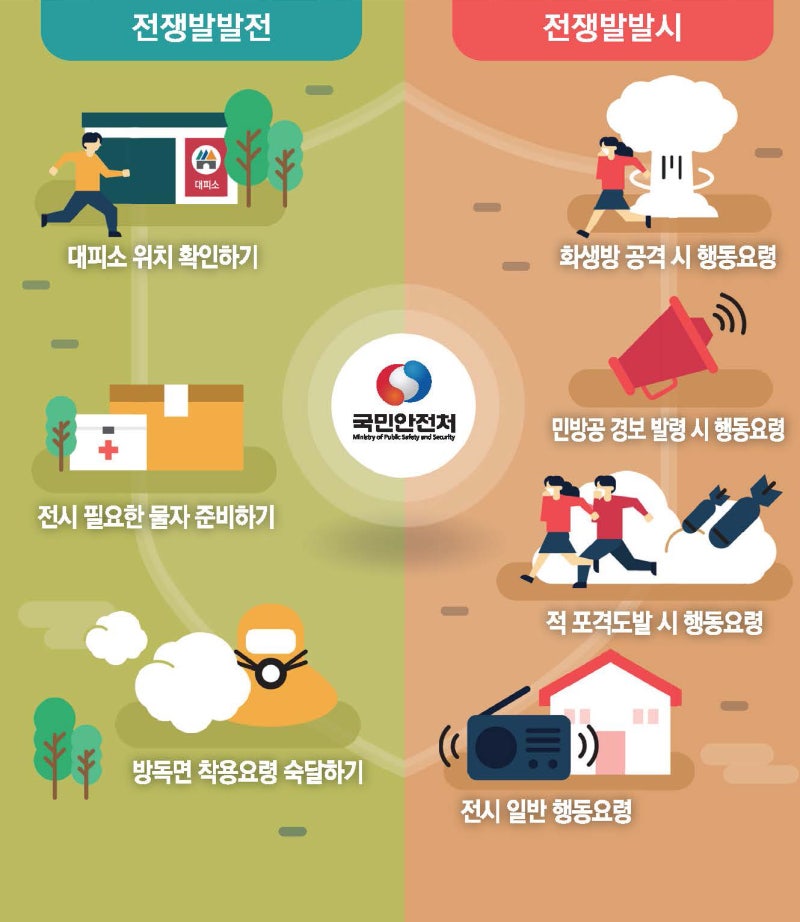 전쟁발발전
대피소
대피소 위치 확인하기
전시 필요한 물자 준비하기
방독면 착용요령 숙달하기
국민안전처
Ministry of Public Safety and Security
전쟁발발시
화생방 공격 시 행동요령
민방공 경보 발령 시 행동요령
적 포격도발 시 행동요령
전시 일반 행동요령